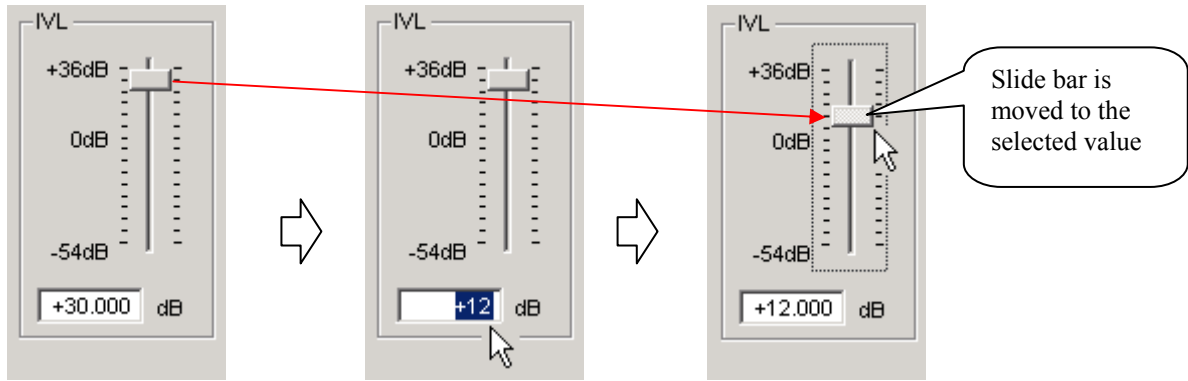 IVL
+36dB
0dB
-54dB
+30.000 dB
IVL
+36dB
0dB
-54dB
+12 dB
IVL
+36dB
0dB
-54dB
+12.000 dB
Slide bar is
moved to the
selected value